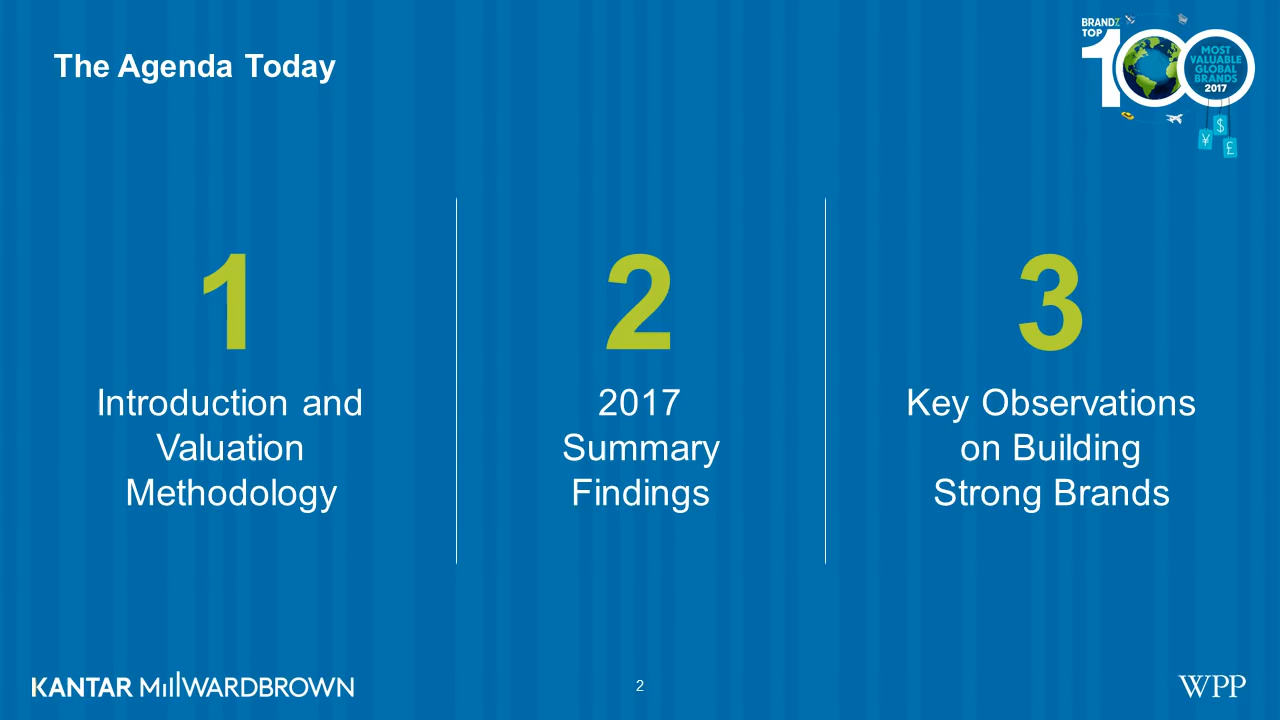 The Agenda Today
BRANDZ
TOP
100
MOST
VALUABLE
GLOBAL
BRANDS
2017
$
¥
£
1
Introduction and
Valuation
Methodology
2
2017
Summary
Findings
3
Key Observations
on Building
Strong Brands
KANTAR MillWARDBROWN
2
WPP